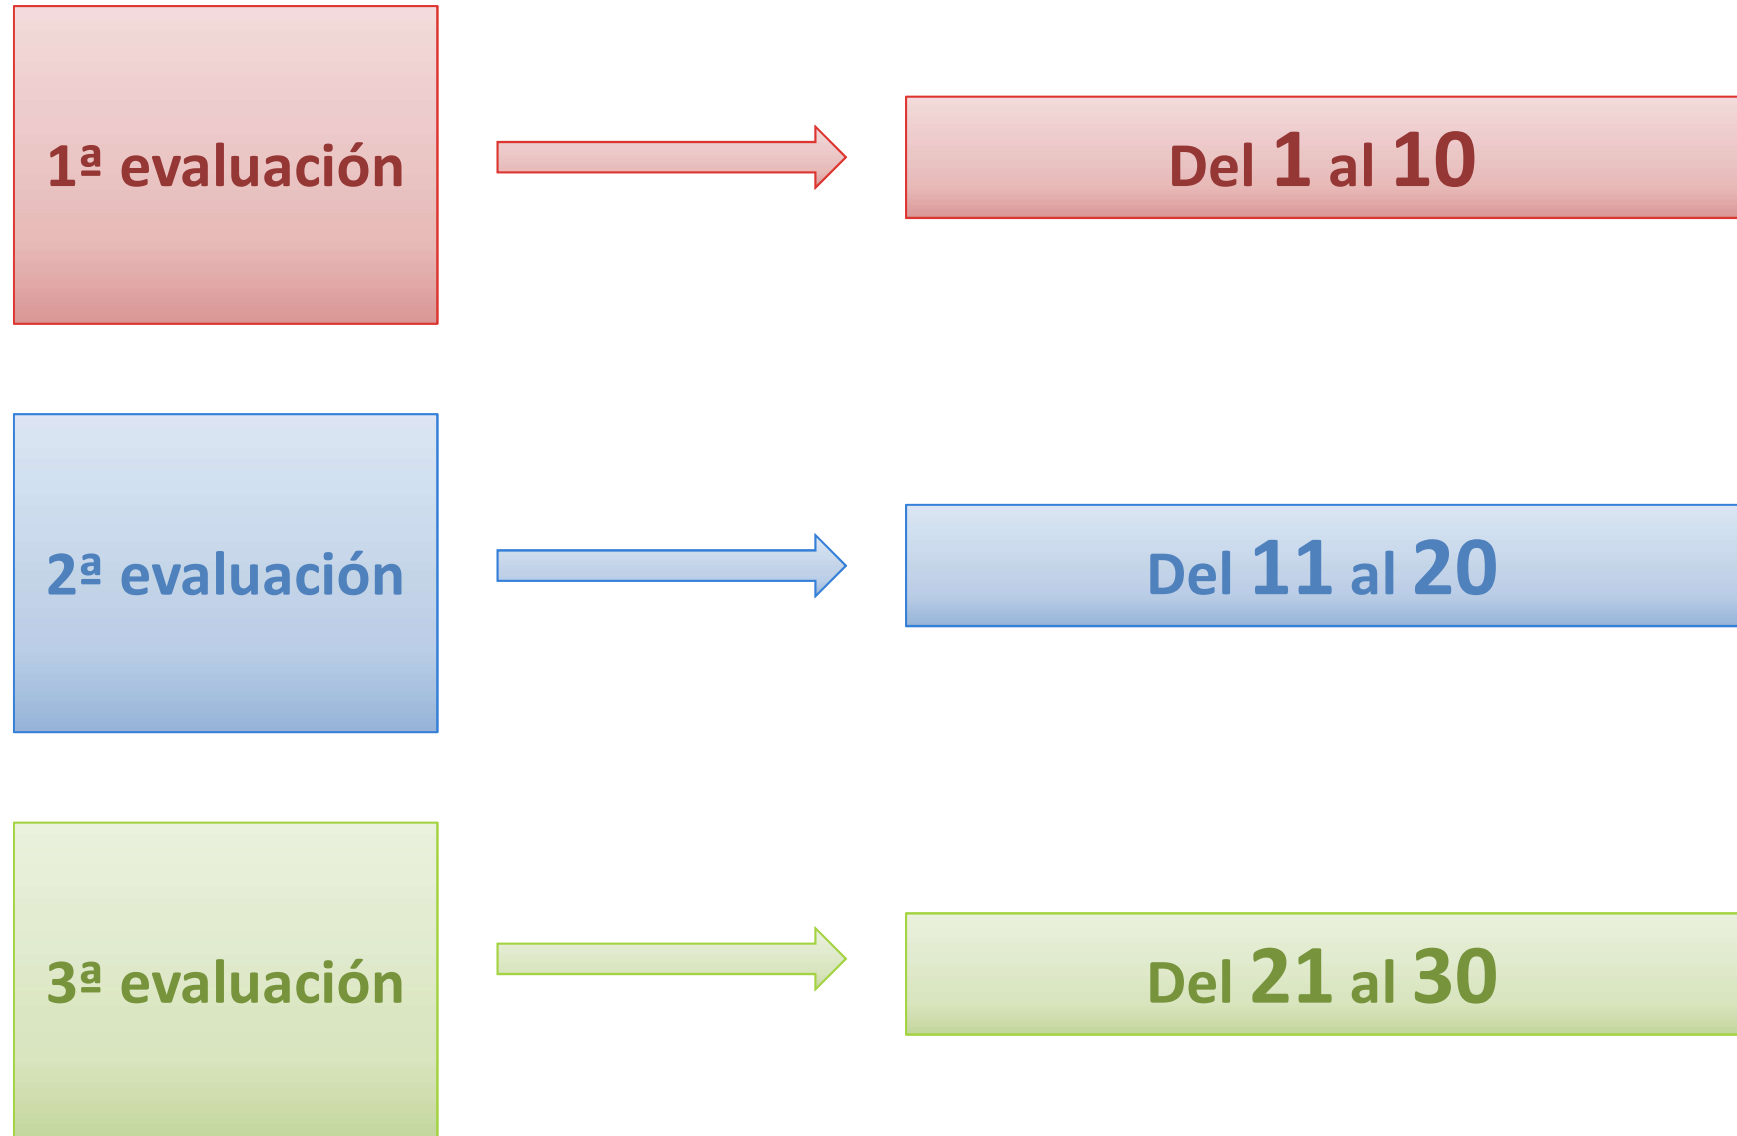 1ª evaluación
Del 1 al 10
2ª evaluación
Del 11 al 20
3ª evaluación
Del 21 al 30